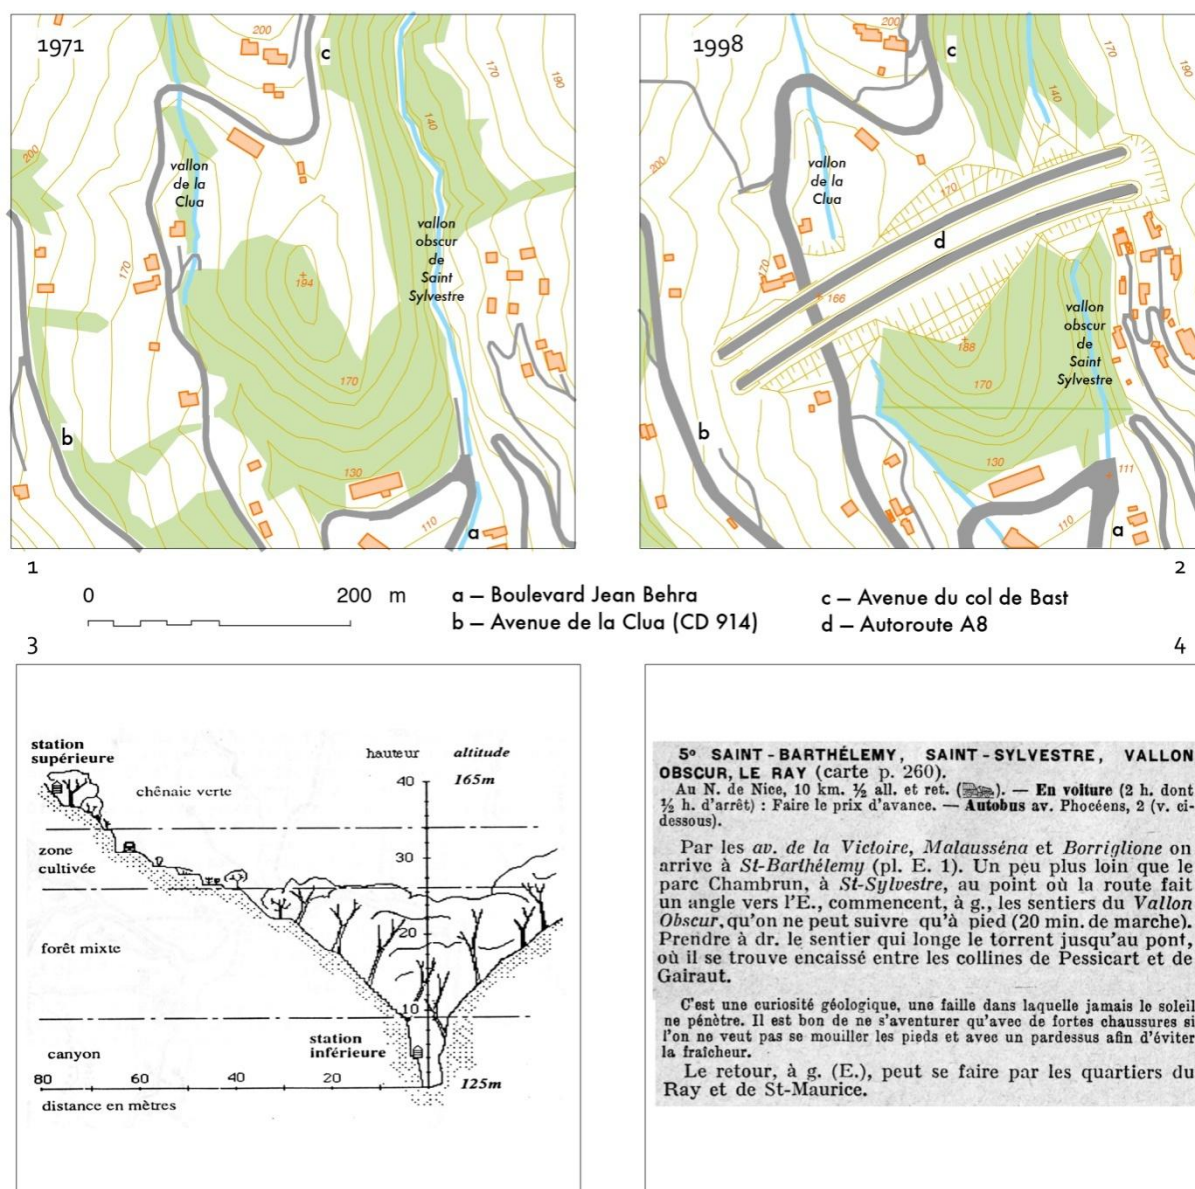 1971
c
200
170
190
140
200
vallon
de la
Clua
vallon
obscur
de
Saint
Sylvestre
170
194
170
b
130
110
a
1
1998
c
200
170
190
140
200
vallon
de la
Clua
170
d
170
166
188
vallon
obscur
de
Saint
Sylvestre
170
b
130
111
110
a
2
0 200 m
a – Boulevard Jean Behra
b – Avenue de la Clua (CD 914)
c – Avenue du col de Bast
d – Autoroute A8
3
station
supérieure
chênaie verte
zone
cultivée
forêt mixte
canyon
station
inférieure
hauteur altitude
40 165m
30
20
10
125m
80 60 40 20 0
distance en mètres
4
5º SAINT-BARTHÉLEMY, SAINT-SYLVESTRE, VALLON
OBSCUR, LE RAY (carte p. 260).
Au N. de Nice, 10 km. ½ all. et ret. ( ). — En voiture (2 h. dont
½ h. d'arrêt) : Faire le prix d'avance. — Autobus av. Phocéens, 2 (v. ci-
dessous).
Par les av. de la Victoire, Malausséna et Borriglione on
arrive à St-Barthélemy (pl. E. 1). Un peu plus loin que le
parc Chambrun, à St-Sylvestre, au point où la route fait
un angle vers l'E., commencent, à g., les sentiers du Vallon
Obscur, qu'on ne peut suivre qu'à pied (20 min. de marche).
Prendre à dr. le sentier qui longe le torrent jusqu'au pont,
où il se trouve encaissé entre les collines de Pessicart et de
Gairaut.
C'est une curiosité géologique, une faille dans laquelle jamais le soleil
ne pénètre. Il est bon de ne s'aventurer qu'avec de fortes chaussures si
l'on ne veut pas se mouiller les pieds et avec un pardessus afin d'éviter
la fraîcheur.
Le retour, à g. (E.), peut se faire par les quartiers du
Ray et de St-Maurice.